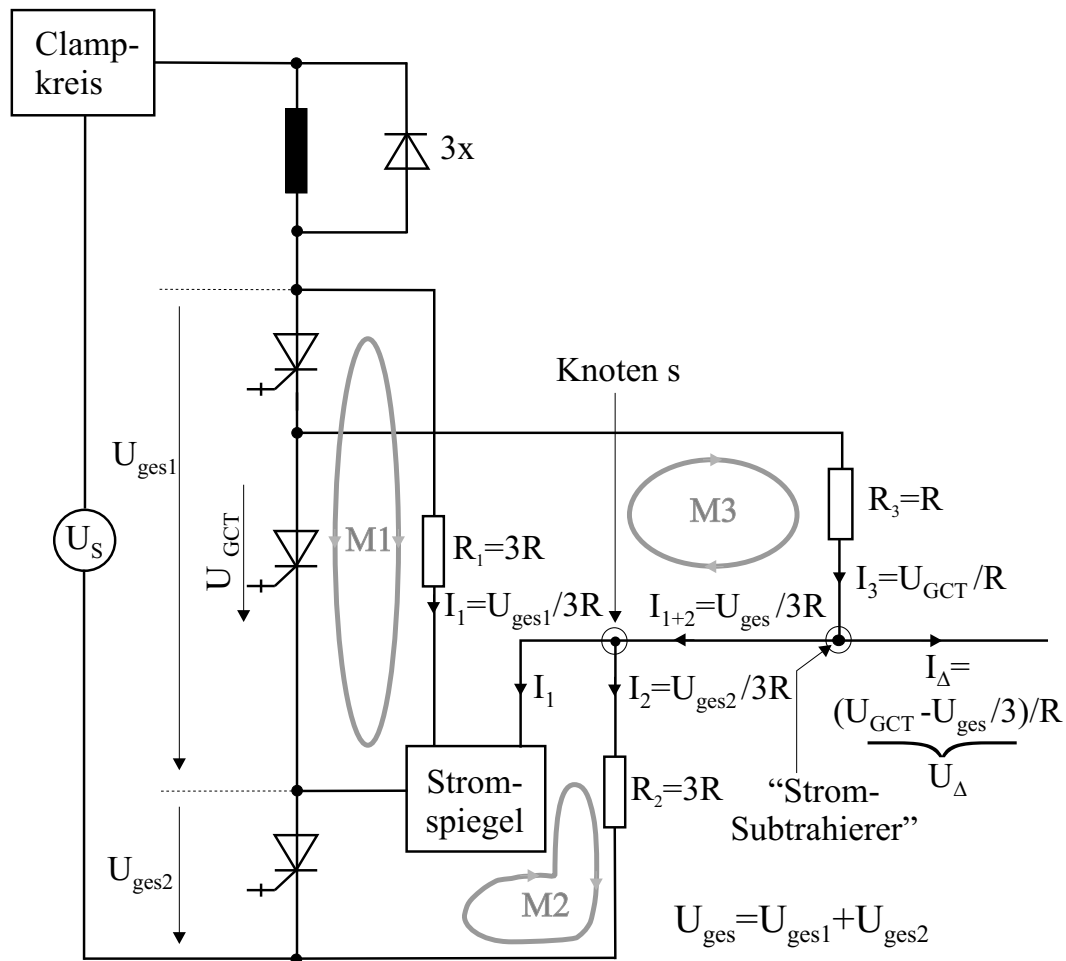 Clamp-
kreis
3x
Knoten s
U_ges1
U_S
U_GCT
M1
R_1=3R
I_1=U_ges1/3R
M3
R_3=R
I_3=U_GCT/R
I_1+2=U_ges/3R
I_1
I_2=U_ges2/3R
I_Δ=
(U_GCT-U_ges/3)/R
U_Δ
Strom-
spiegel
R_2=3R
“Strom-
Subtrahierer”
U_ges2
M2
U_ges=U_ges1+U_ges2